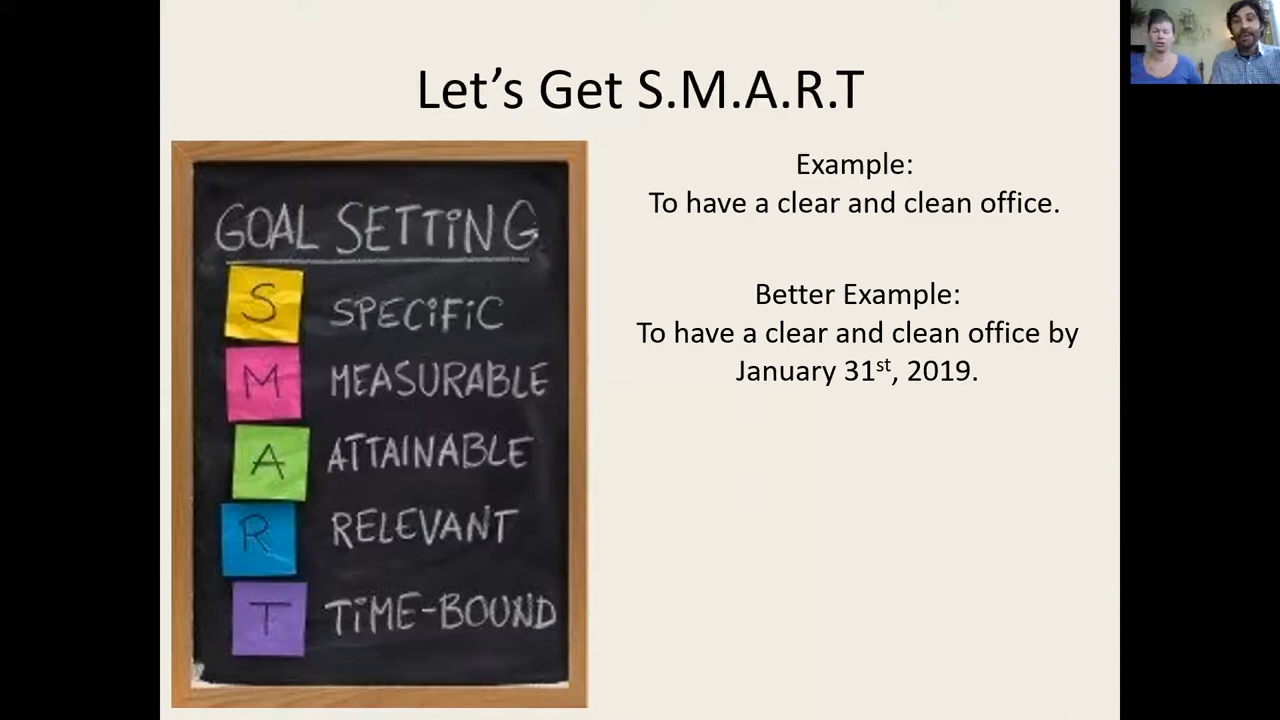 Let's Get S.M.A.R.T
GOAL SETTING
S SPECIFIC
M MEASURABLE
A ATTAINABLE
R RELEVANT
T TIME-BOUND
Example:
To have a clear and clean office.
Better Example:
To have a clear and clean office by
January 31st, 2019.